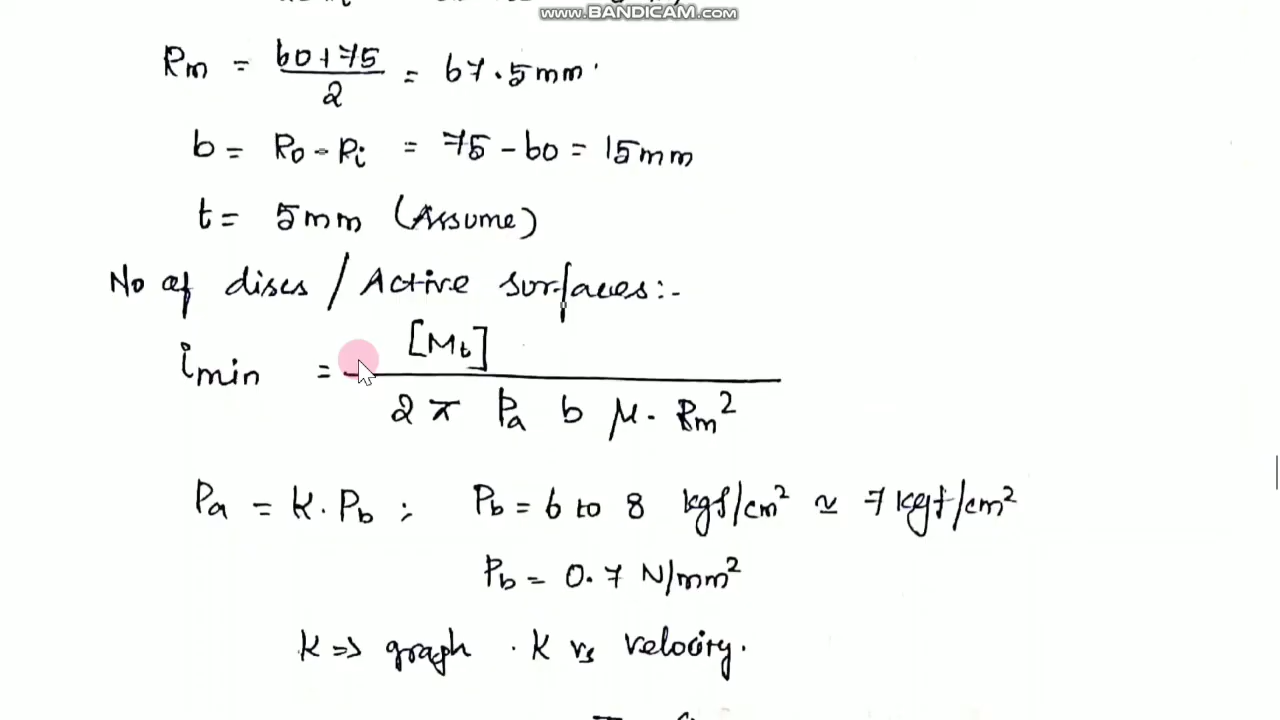 www.BANDICAM.com
Rm = 60+75 / 2 = 67.5mm.
b = Ro - Ri = 75 - 60 = 15mm
t = 5mm (Assume)
No of discs / Active surfaces:-
imin = [Mt] / 2 π Pa b μ. Rm²
Pa = K. Pb ; Pb = 6 to 8 kgf/cm² ≃ 7 kgf/cm²
Pb = 0.7 N/mm²
K => graph . K vs velocity.